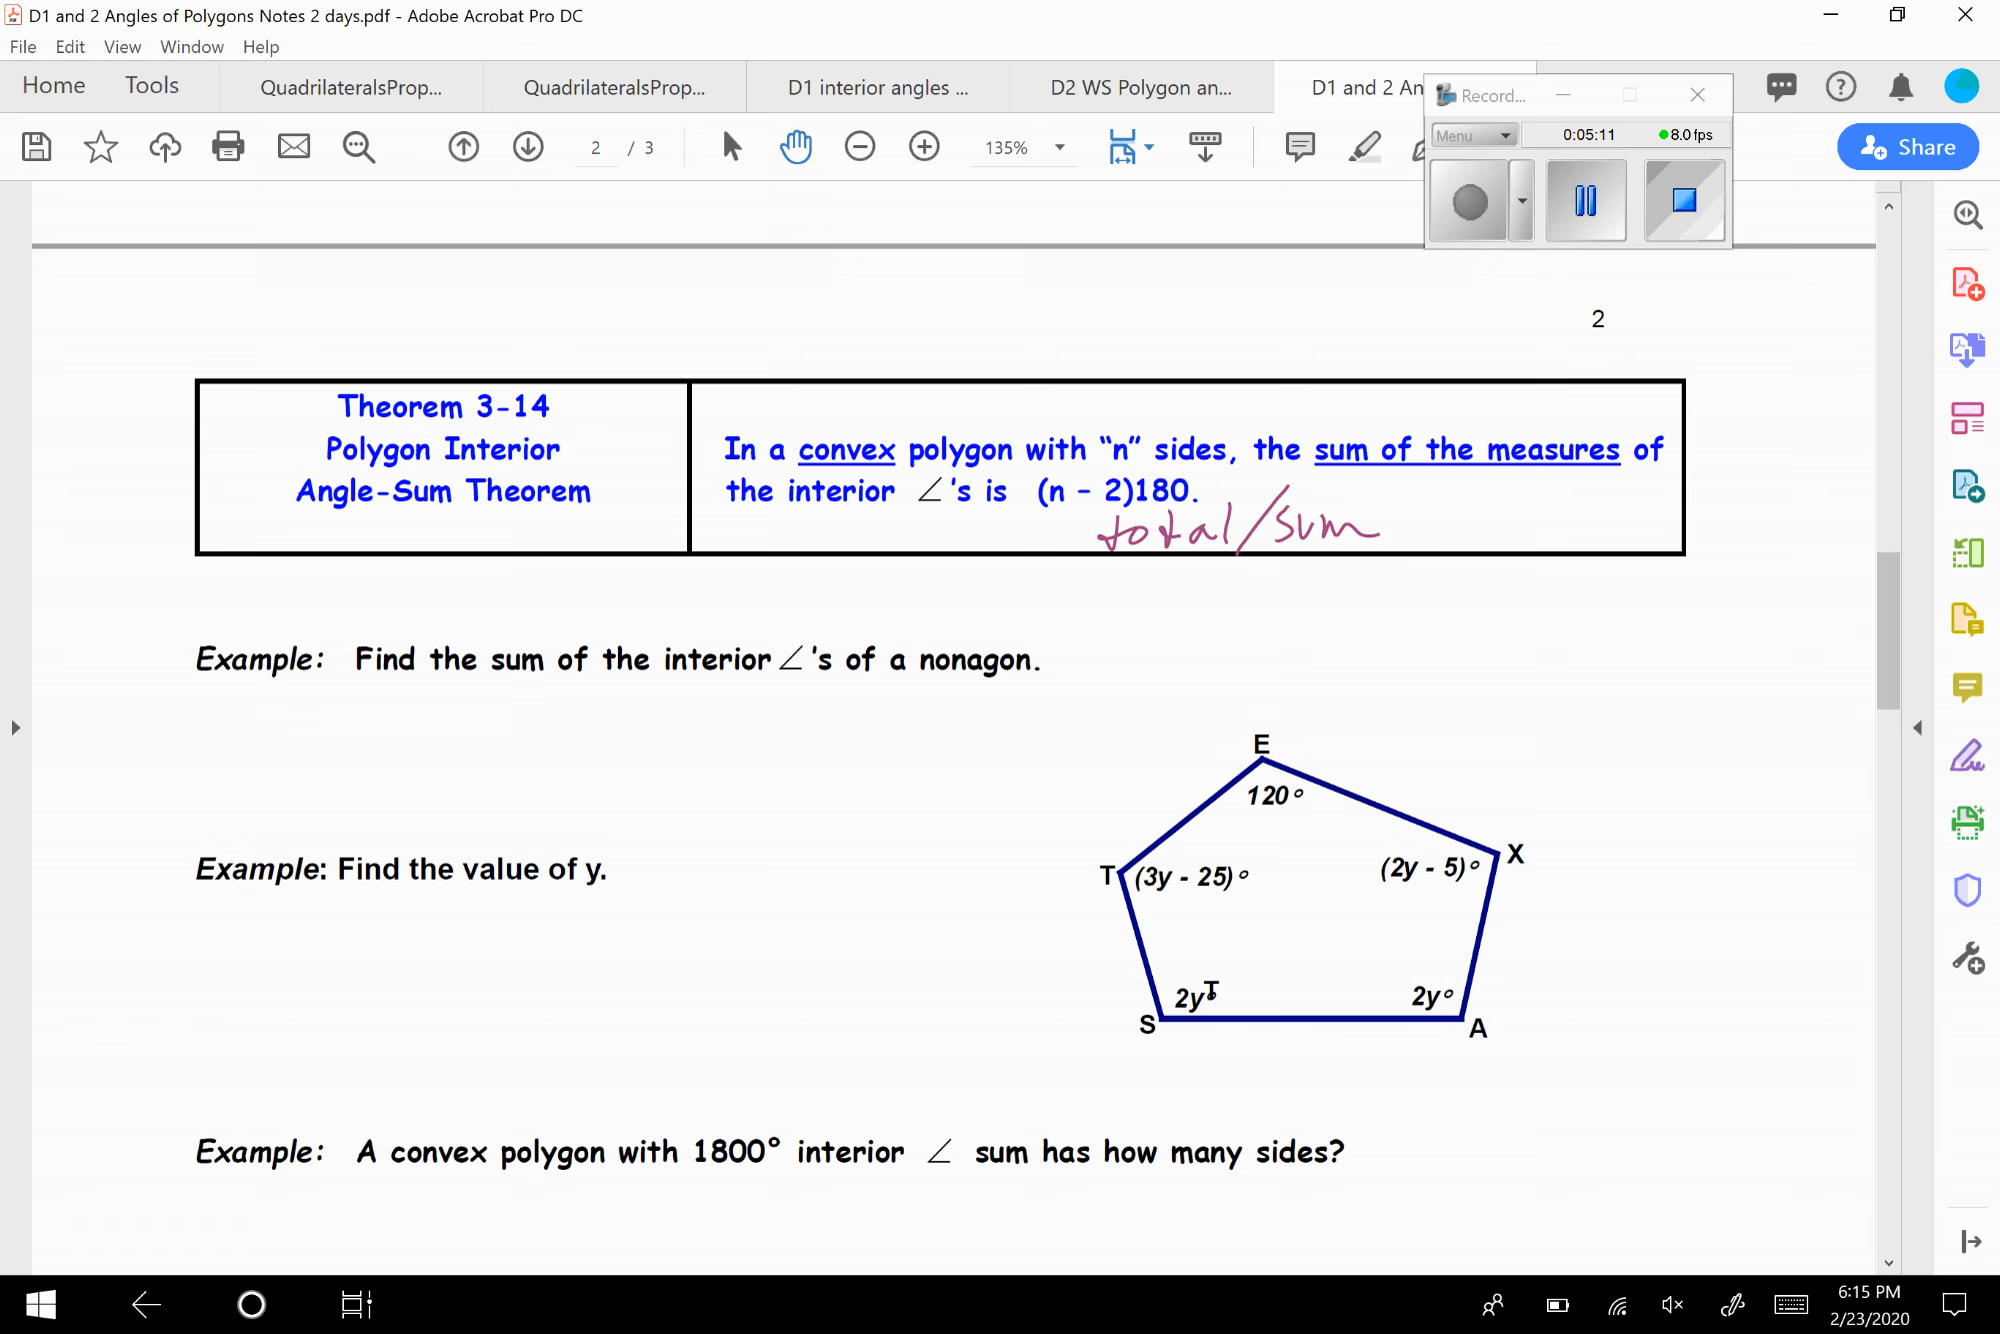 D1 and 2 Angles of Polygons Notes 2 days.pdf - Adobe Acrobat Pro DC
File Edit View Window Help
Home Tools QuadrilateralsProp... QuadrilateralsProp... D1 interior angles ... D2 WS Polygon an... D1 and 2 An
Record...
Menu 0:05:11 8.0 fps
2 / 3 135% Share
2
Theorem 3-14
Polygon Interior
Angle-Sum Theorem
In a convex polygon with “n” sides, the sum of the measures of
the interior ∠'s is (n - 2)180.
total/sum
Example: Find the sum of the interior ∠'s of a nonagon.
E
120°
Example: Find the value of y.
T (3y - 25)° (2y - 5)° X
2y° T 2y°
S A
Example: A convex polygon with 1800° interior ∠ sum has how many sides?
6:15 PM
2/23/2020